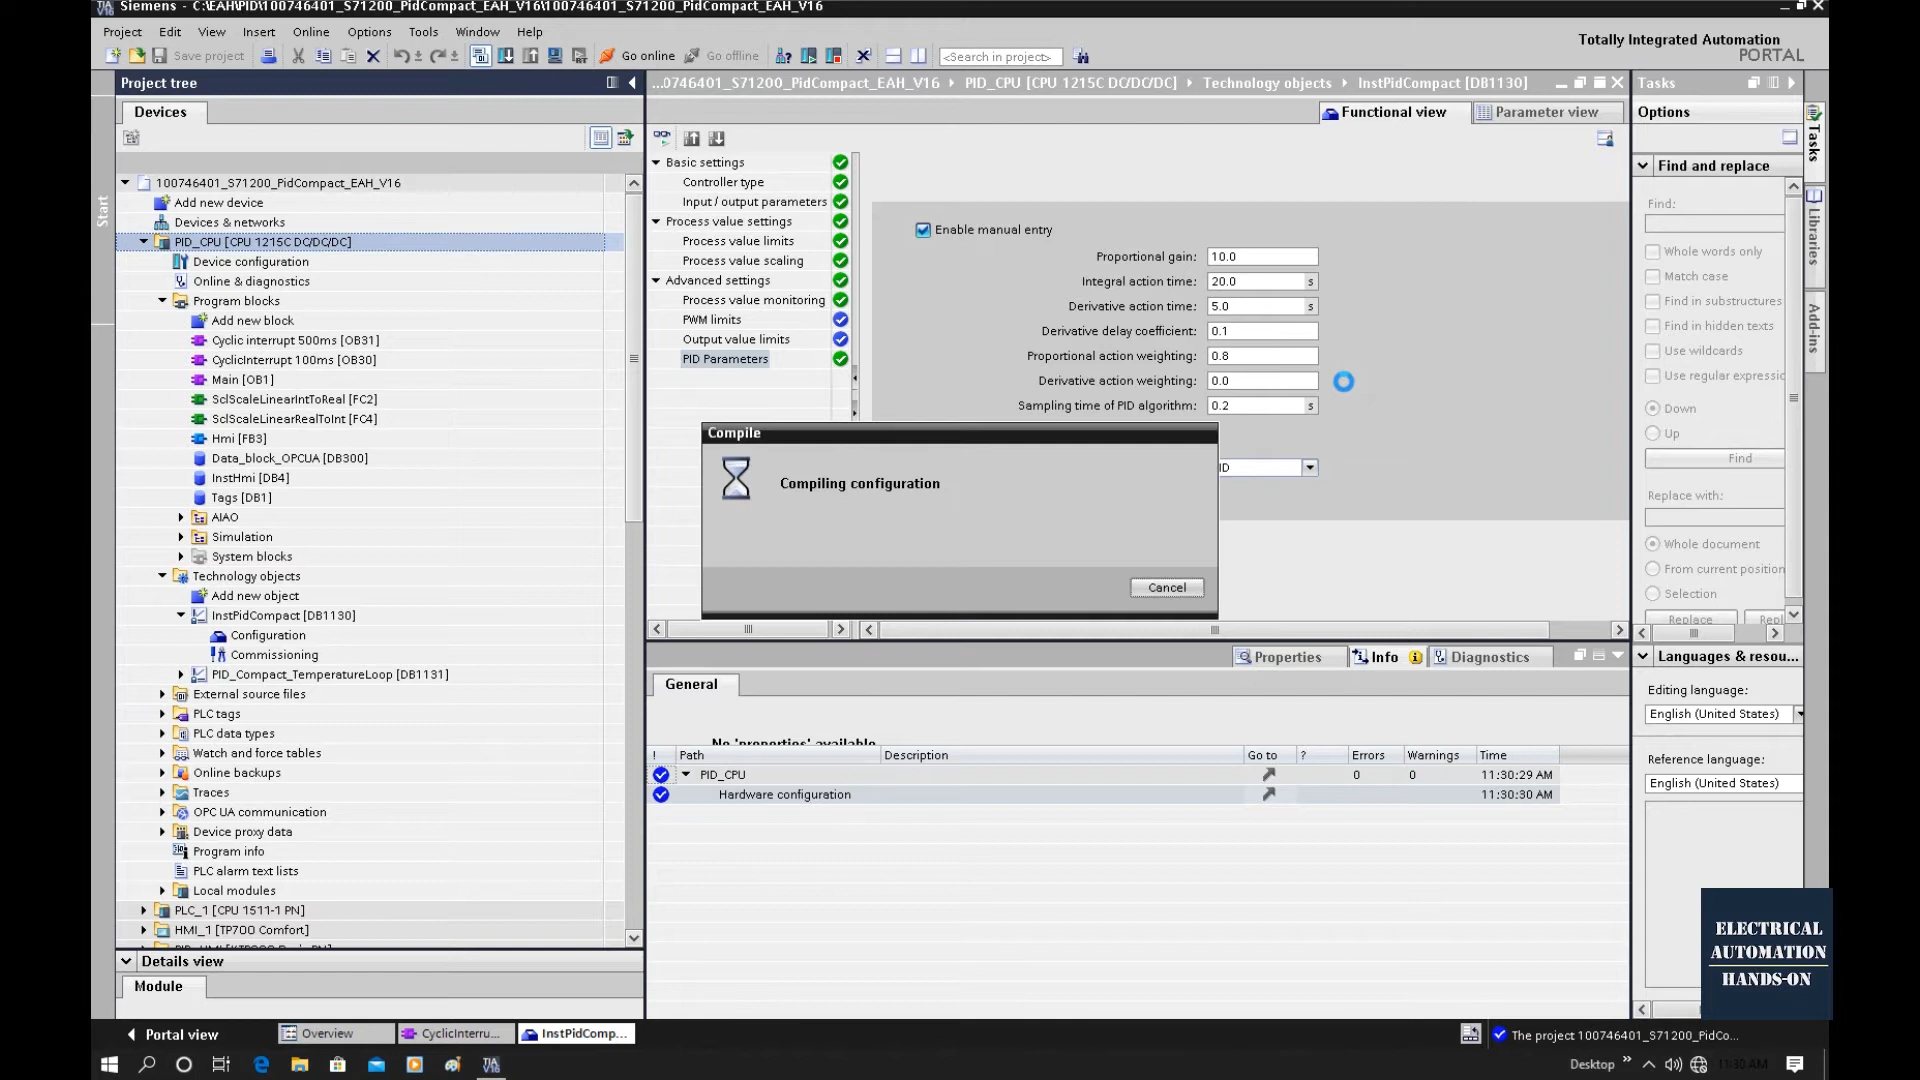 Siemens - C:\EAH\PID\100746401_S71200_PidCompact_EAH_V16\100746401_S71200_PidCompact_EAH_V16
Project Edit View Insert Online Options Tools Window Help
Totally Integrated Automation
PORTAL
Save project
Go online
Go offline
<Search in project>
Project tree
...0746401_S71200_PidCompact_EAH_V16 PID_CPU [CPU 1215C DC/DC/DC] Technology objects InstPidCompact [DB1130]
Tasks
Devices
Functional view
Parameter view
Options
Start
100746401_S71200_PidCompact_EAH_V16
Add new device
Devices & networks
PID_CPU [CPU 1215C DC/DC/DC]
Device configuration
Online & diagnostics
Program blocks
Add new block
Cyclic interrupt 500ms [OB31]
CyclicInterrupt 100ms [OB30]
Main [OB1]
SclScaleLinearIntToReal [FC2]
SclScaleLinearRealToInt [FC4]
Hmi [FB3]
Data_block_OPCUA [DB300]
InstHmi [DB4]
Tags [DB1]
AIAO
Simulation
System blocks
Technology objects
Add new object
InstPidCompact [DB1130]
Configuration
Commissioning
PID_Compact_TemperatureLoop [DB1131]
External source files
PLC tags
PLC data types
Watch and force tables
Online backups
Traces
OPC UA communication
Device proxy data
Program info
PLC alarm text lists
Local modules
PLC_1 [CPU 1511-1 PN]
HMI_1 [TP700 Comfort]
Details view
Module
Basic settings
Controller type
Input / output parameters
Process value settings
Process value limits
Process value scaling
Advanced settings
Process value monitoring
PWM limits
Output value limits
PID Parameters
Enable manual entry
Proportional gain: 10.0
Integral action time: 20.0 s
Derivative action time: 5.0 s
Derivative delay coefficient: 0.1
Proportional action weighting: 0.8
Derivative action weighting: 0.0
Sampling time of PID algorithm: 0.2 s
ID
Compile
Compiling configuration
Cancel
Properties
Info
Diagnostics
General
No 'properties' available
! Path Description Go to ? Errors Warnings Time
PID_CPU 0 0 11:30:29 AM
Hardware configuration 11:30:30 AM
Find and replace
Find:
Whole words only
Match case
Find in substructures
Find in hidden texts
Use wildcards
Use regular expressic
Down
Up
Find
Replace with:
Whole document
From current position
Selection
Replace
Repl
Languages & resou...
Editing language:
English (United States)
Reference language:
English (United States)
Tasks
Libraries
Add-ins
ELECTRICAL
AUTOMATION
HANDS-ON
Portal view
Overview
CyclicInterru...
InstPidComp...
The project 100746401_S71200_PidCo...
Desktop
11:30 AM